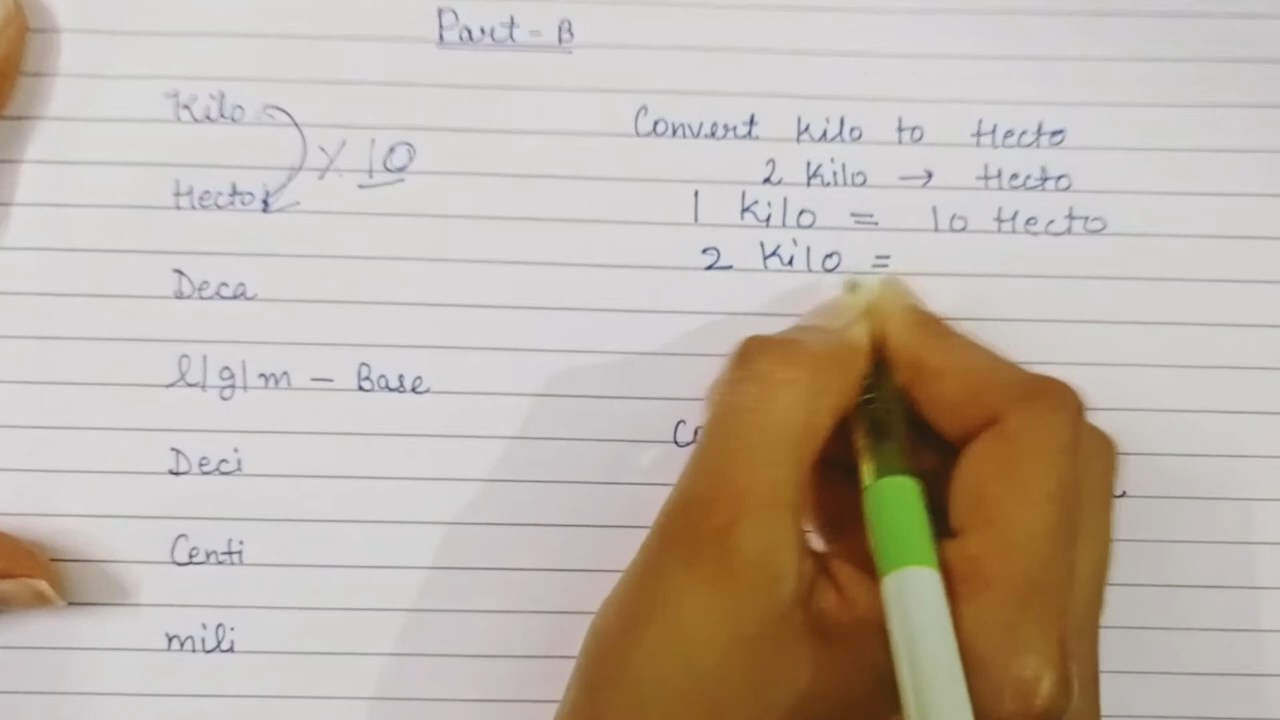 Part - B
Kilo
Hecto
x 10
Deca
l/g/m - Base
Deci
Centi
mili
Convert Kilo to Hecto
2 Kilo → Hecto
1 Kilo = 10 Hecto
2 Kilo =